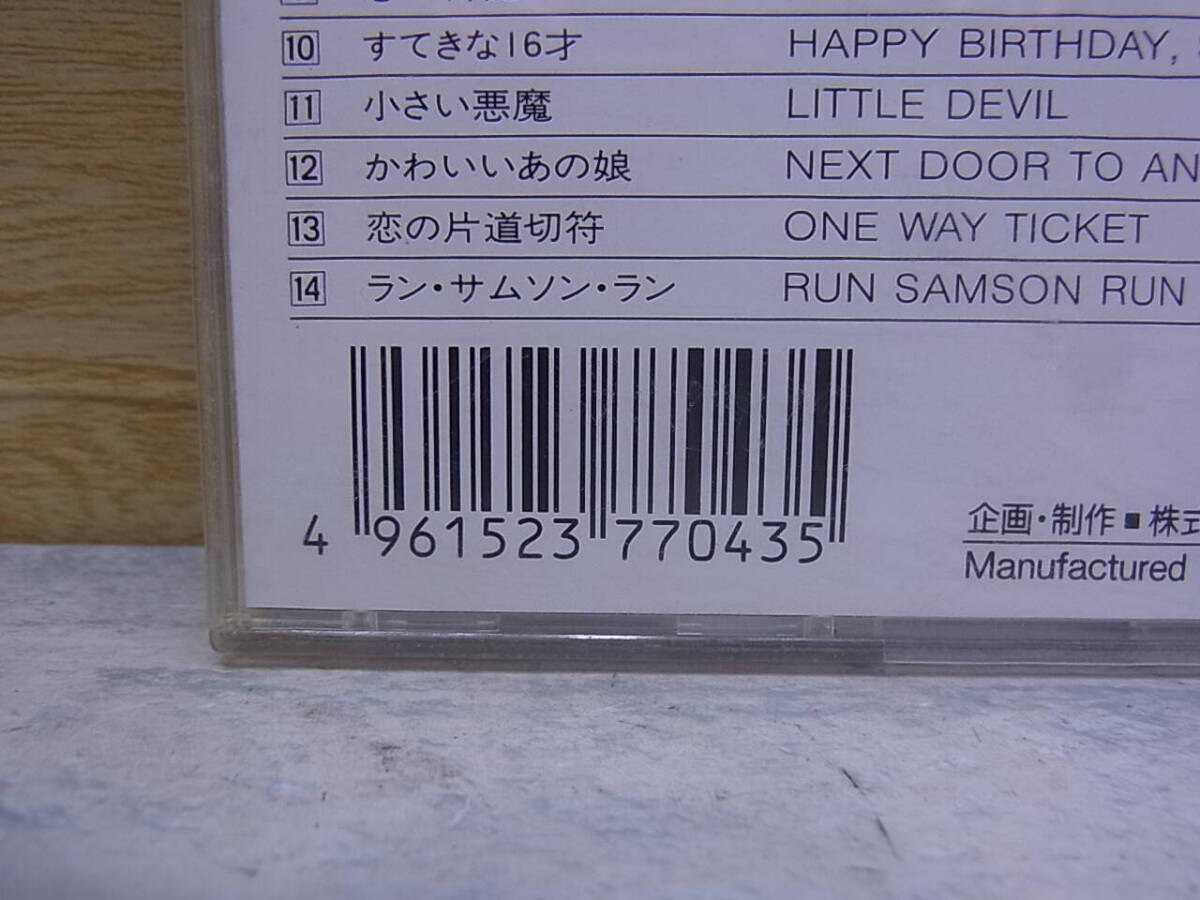 10 すてきな16才 HAPPY BIRTHDAY,
11 小さい悪魔 LITTLE DEVIL
12 かわいいあの娘 NEXT DOOR TO AN
13 恋の片道切符 ONE WAY TICKET
14 ラン・サムソン・ラン RUN SAMSON RUN
4 961523 770435
企画・制作■株式
Manufactured